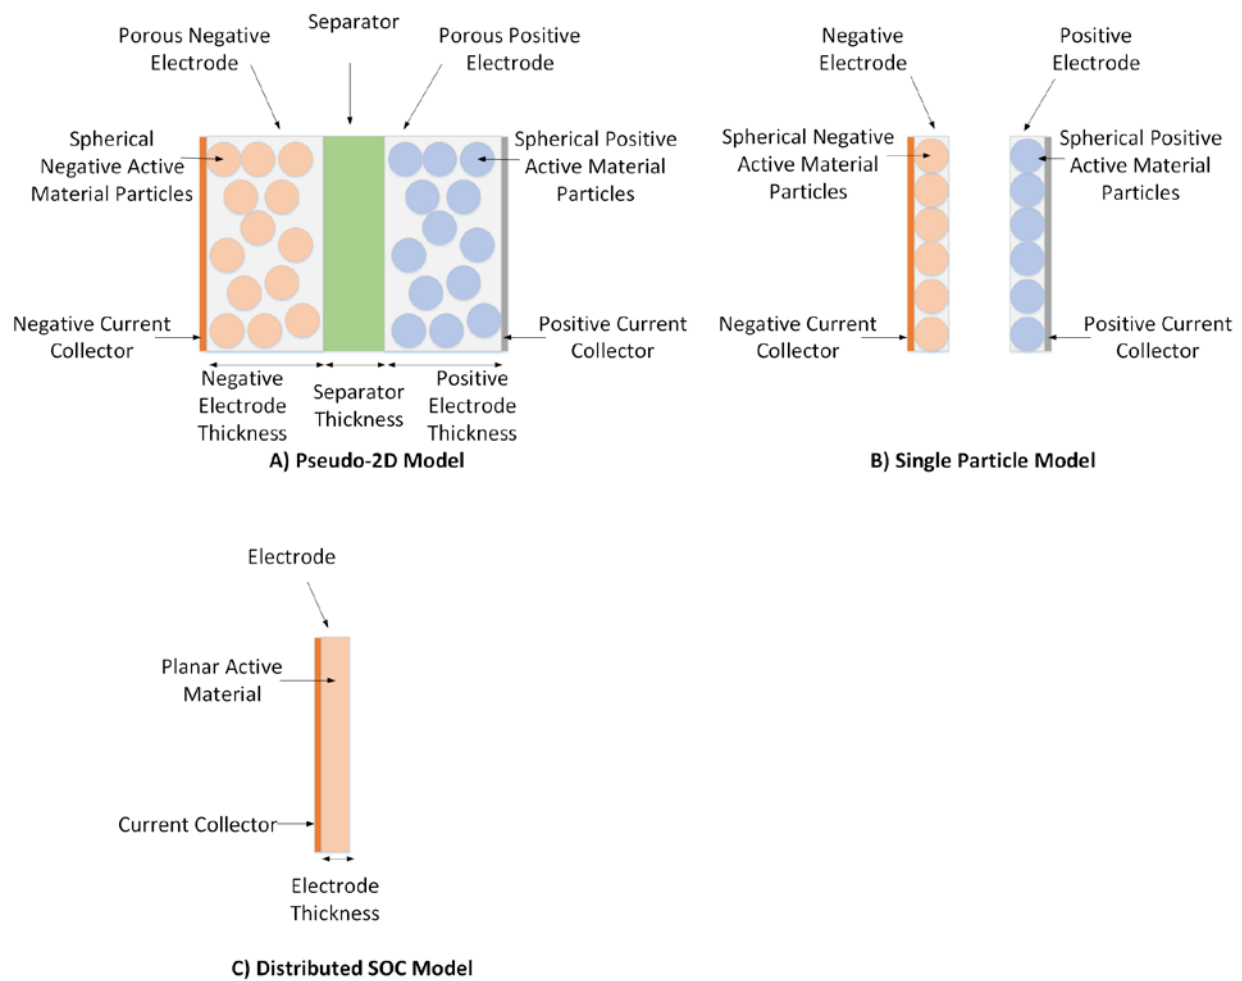 Separator
Porous Negative
Electrode
Porous Positive
Electrode
Spherical
Negative Active
Material Particles
Spherical Positive
Active Material
Particles
Negative Current
Collector
Positive Current
Collector
Negative
Electrode
Thickness
Separator
Thickness
Positive
Electrode
Thickness
A) Pseudo-2D Model
Negative
Electrode
Positive
Electrode
Spherical Negative
Active Material
Particles
Spherical Positive
Active Material
Particles
Negative Current
Collector
Positive Current
Collector
B) Single Particle Model
Electrode
Planar Active
Material
Current Collector
Electrode
Thickness
C) Distributed SOC Model